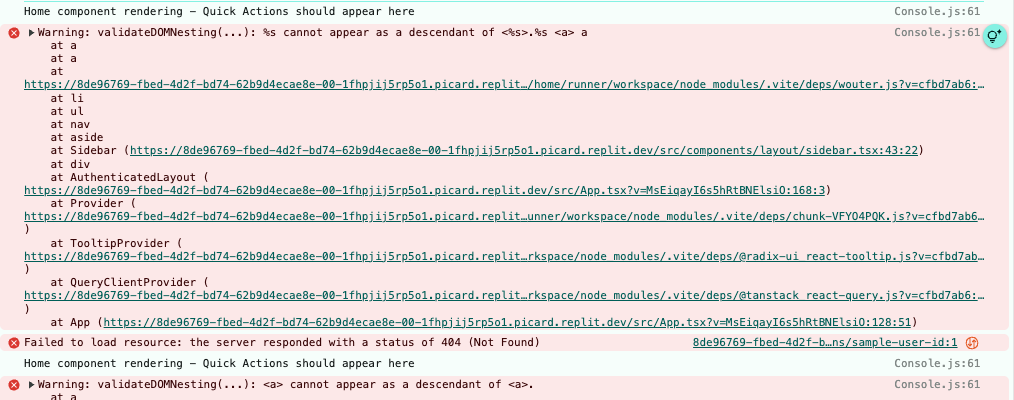 Home component rendering – Quick Actions should appear here Console.js:61
Warning: validateDOMNesting(...): %s cannot appear as a descendant of <%s>.%s <a> a Console.js:61
at a
at a
at
https://8de96769-fbed-4d2f-bd74-62b9d4ecae8e-00-1fhpjij5rp5o1.picard.replit…/home/runner/workspace/node_modules/.vite/deps/wouter.js?v=cfbd7ab6:…
at li
at ul
at nav
at aside
at Sidebar (https://8de96769-fbed-4d2f-bd74-62b9d4ecae8e-00-1fhpjij5rp5o1.picard.replit.dev/src/components/layout/sidebar.tsx:43:22)
at div
at AuthenticatedLayout (
https://8de96769-fbed-4d2f-bd74-62b9d4ecae8e-00-1fhpjij5rp5o1.picard.replit.dev/src/App.tsx?v=MsEiqayI6s5hRtBNElsiO:168:3)
at Provider (
https://8de96769-fbed-4d2f-bd74-62b9d4ecae8e-00-1fhpjij5rp5o1.picard.replit…unner/workspace/node_modules/.vite/deps/chunk-VFYO4PQK.js?v=cfbd7ab6…
)
at TooltipProvider (
https://8de96769-fbed-4d2f-bd74-62b9d4ecae8e-00-1fhpjij5rp5o1.picard.replit…rkspace/node_modules/.vite/deps/@radix-ui_react-tooltip.js?v=cfbd7ab…
)
at QueryClientProvider (
https://8de96769-fbed-4d2f-bd74-62b9d4ecae8e-00-1fhpjij5rp5o1.picard.replit…rkspace/node_modules/.vite/deps/@tanstack_react-query.js?v=cfbd7ab6:…
)
at App (https://8de96769-fbed-4d2f-bd74-62b9d4ecae8e-00-1fhpjij5rp5o1.picard.replit.dev/src/App.tsx?v=MsEiqayI6s5hRtBNElsiO:128:51)
Failed to load resource: the server responded with a status of 404 (Not Found) 8de96769-fbed-4d2f-b…ns/sample-user-id:1
Home component rendering – Quick Actions should appear here Console.js:61
Warning: validateDOMNesting(...): <a> cannot appear as a descendant of <a>. Console.js:61
at a